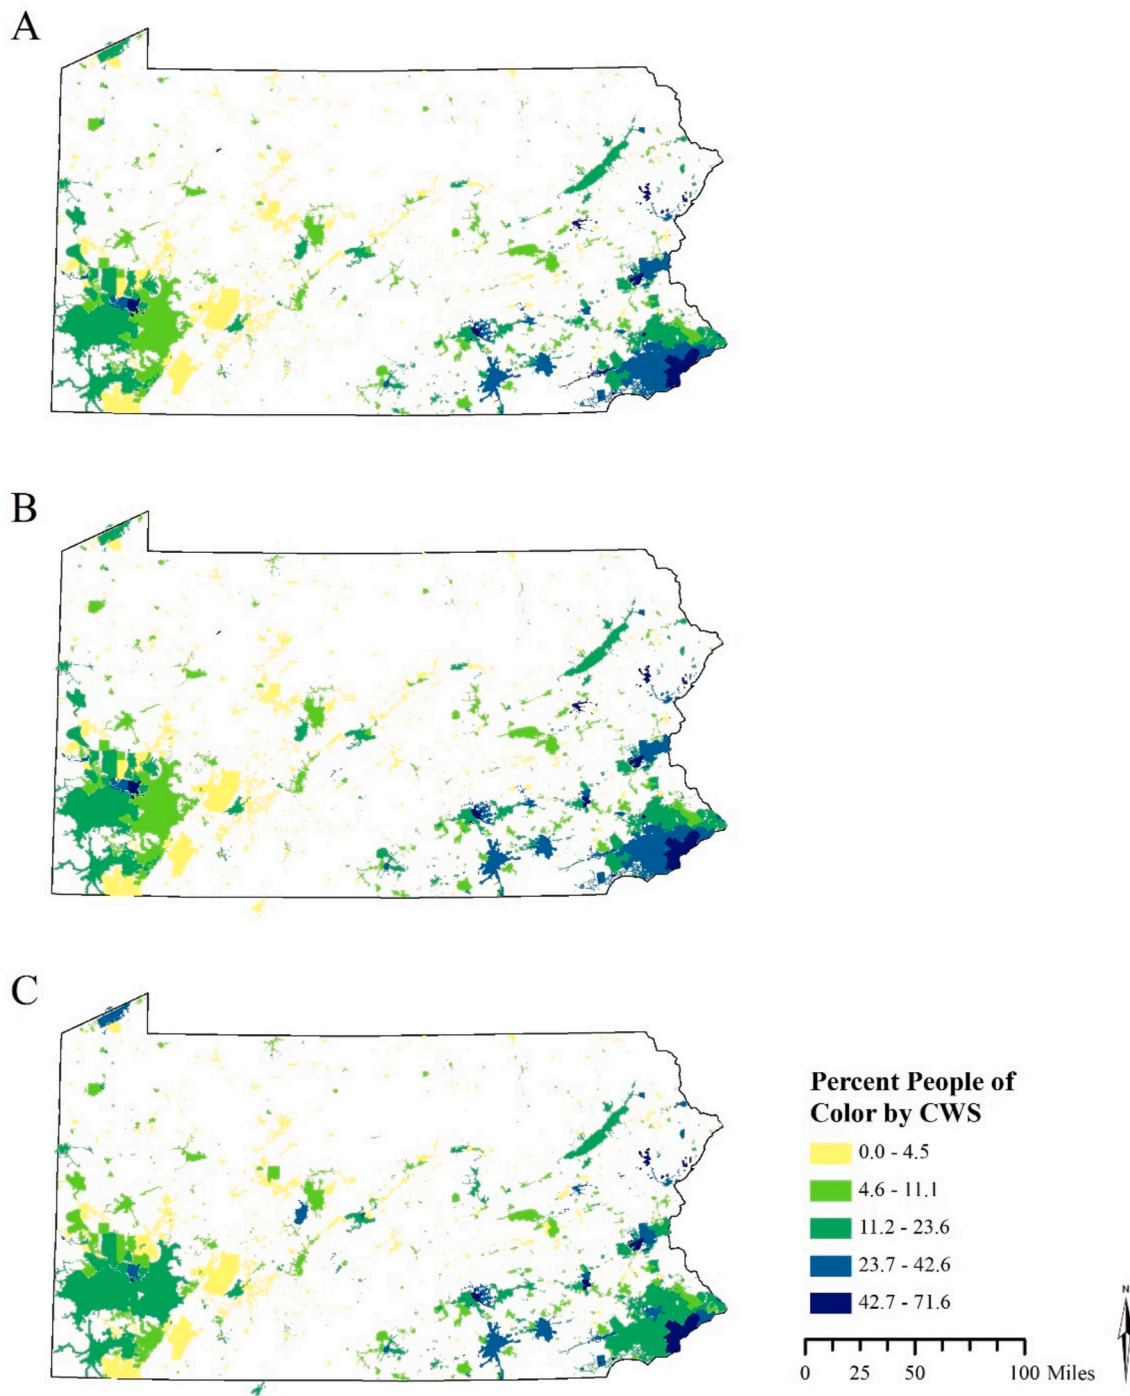 A
B
C
Percent People of
Color by CWS
0.0 - 4.5
4.6 - 11.1
11.2 - 23.6
23.7 - 42.6
42.7 - 71.6
N
0 25 50 100 Miles